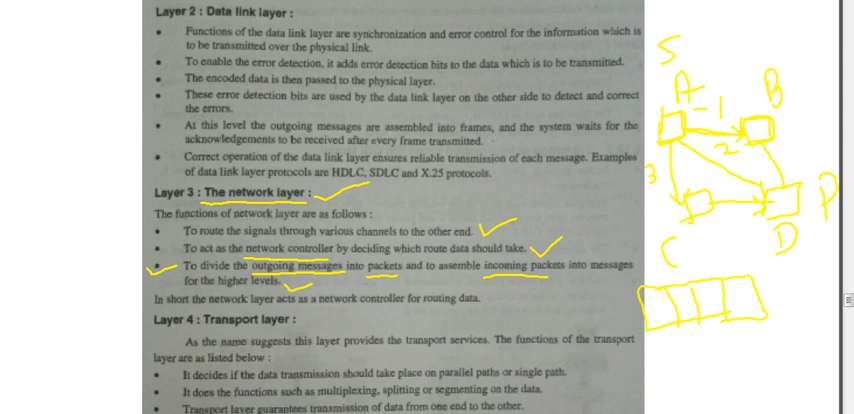 Layer 2 : Data link layer :
• Functions of the data link layer are synchronization and error control for the information which is
to be transmitted over the physical link.
• To enable the error detection, it adds error detection bits to the data which is to be transmitted.
• The encoded data is then passed to the physical layer.
• These error detection bits are used by the data link layer on the other side to detect and correct
the errors.
• At this level the outgoing messages are assembled into frames, and the system waits for the
acknowledgements to be received after every frame transmitted.
• Correct operation of the data link layer ensures reliable transmission of each message. Examples
of data link layer protocols are HDLC, SDLC and X.25 protocols.
Layer 3 : The network layer :
The functions of network layer are as follows :
• To route the signals through various channels to the other end.
• To act as the network controller by deciding which route data should take.
• To divide the outgoing messages into packets and to assemble incoming packets into messages
for the higher levels.
In short the network layer acts as a network controller for routing data.
Layer 4 : Transport layer :
As the name suggests this layer provides the transport services. The functions of the transport
layer are as listed below :
• It decides if the data transmission should take place on parallel paths or single path.
• It does the functions such as multiplexing, splitting or segmenting on the data.
• Transport layer guarantees transmission of data from one end to the other.
S
A
B
1
2
3
D
C